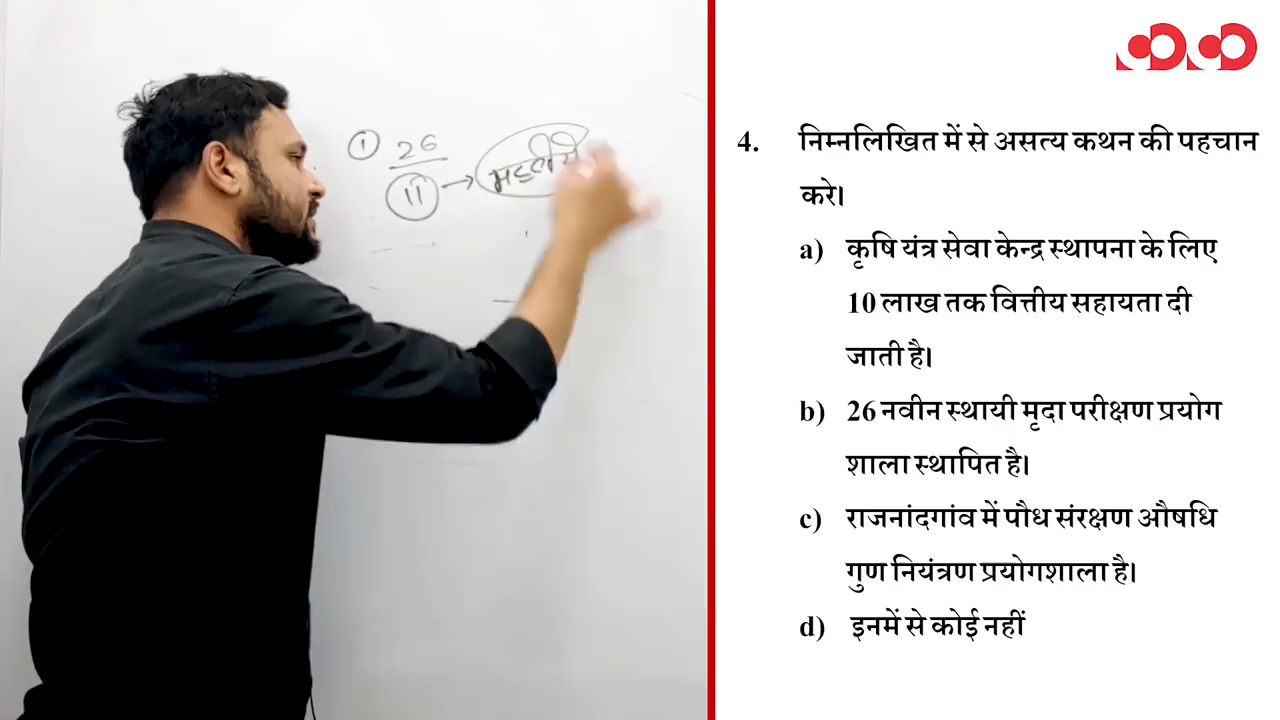 ① 26
11 →
4. निम्नलिखित में से असत्य कथन की पहचान
करे।
a) कृषि यंत्र सेवा केन्द्र स्थापना के लिए
10 लाख तक वित्तीय सहायता दी
जाती है।
b) 26 नवीन स्थायी मृदा परीक्षण प्रयोग
शाला स्थापित है।
c) राजनांदगांव में पौध संरक्षण औषधि
गुण नियंत्रण प्रयोगशाला है।
d) इनमें से कोई नहीं